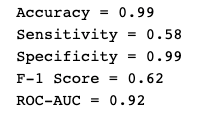 Accuracy = 0.99
Sensitivity = 0.58
Specificity = 0.99
F-1 Score = 0.62
ROC-AUC = 0.92